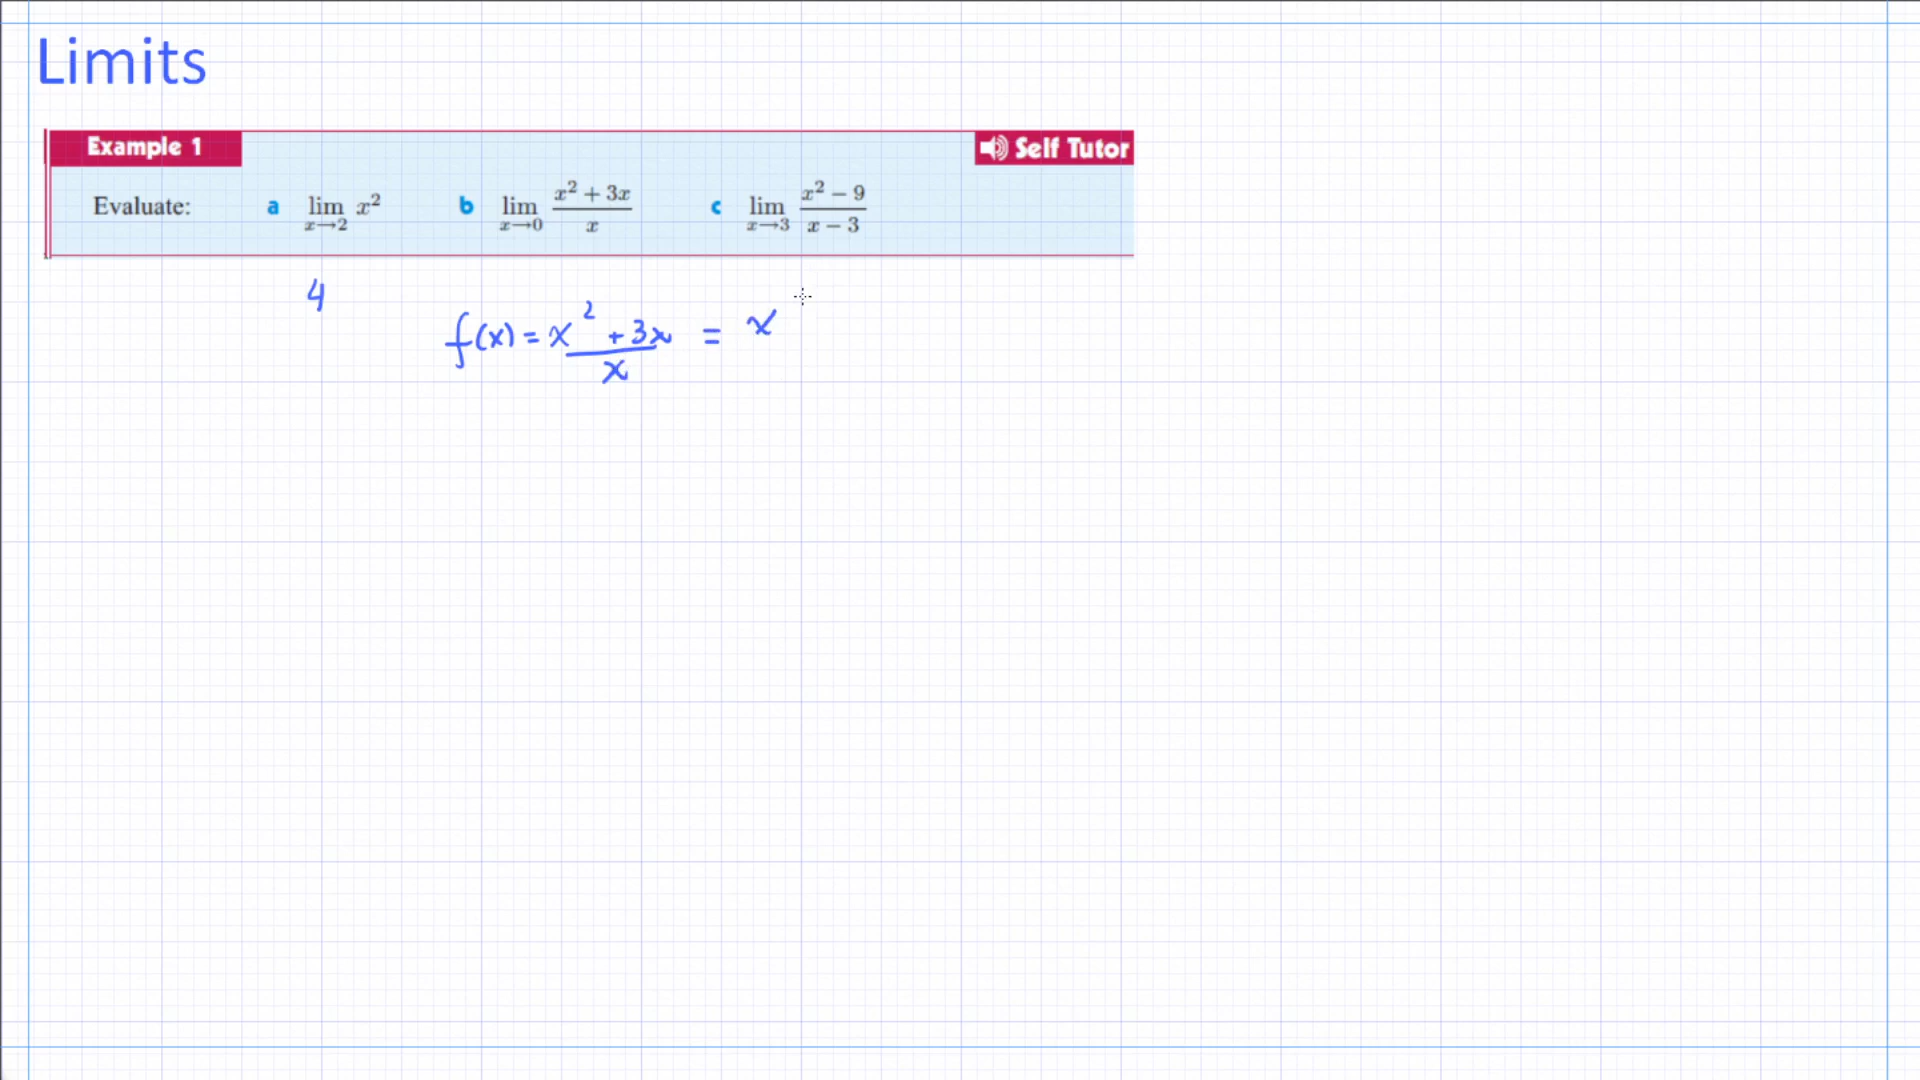 Limits
Example 1
Self Tutor
Evaluate: a lim x→2 x² b lim x→0 (x² + 3x)/x c lim x→3 (x² − 9)/(x − 3)
4
f(x) = (x² + 3x)/x = x